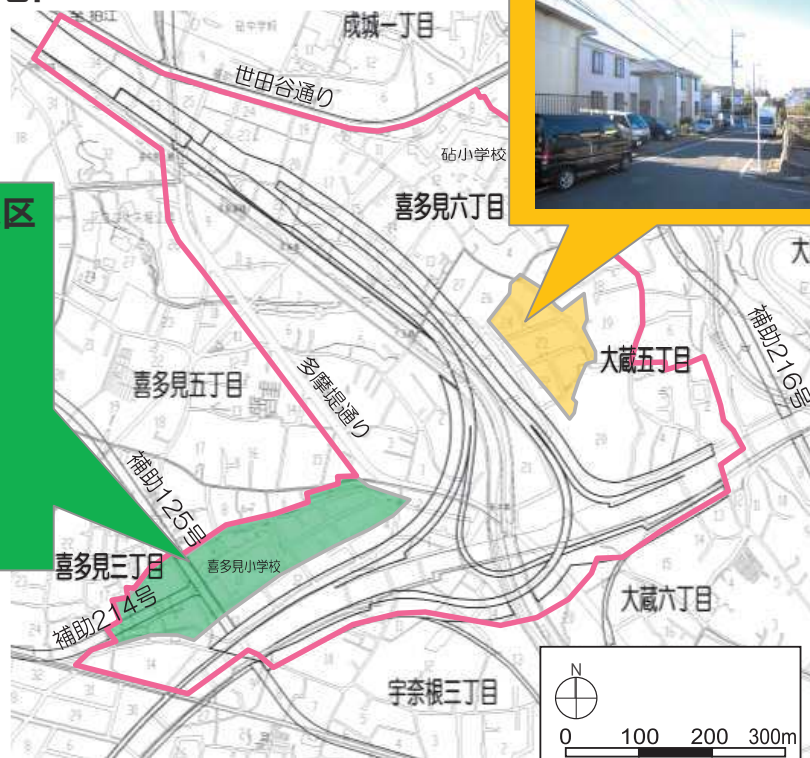 成城一丁目
世田谷通り
砧小学校
喜多見六丁目
区
大
補助216号
大蔵五丁目
喜多見五丁目
多摩堤通り
補助125号
喜多見三丁目
喜多見小学校
補助214号
大蔵六丁目
宇奈根三丁目
N
0 100 200 300m